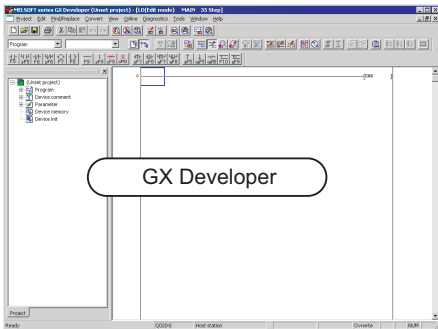 MELSOFT series GX Developer (Unset project) - [LD(Edit mode) MAIN 35 Step]
Project Edit Find/Replace Convert View Online Diagnostics Tools Window Help
Program
(Unset project)
Program
Device comment
Parameter
Device memory
Device init
0
END
GX Developer
Project
Ready
Q02(H)
Host station
Ovrwrte
NUM